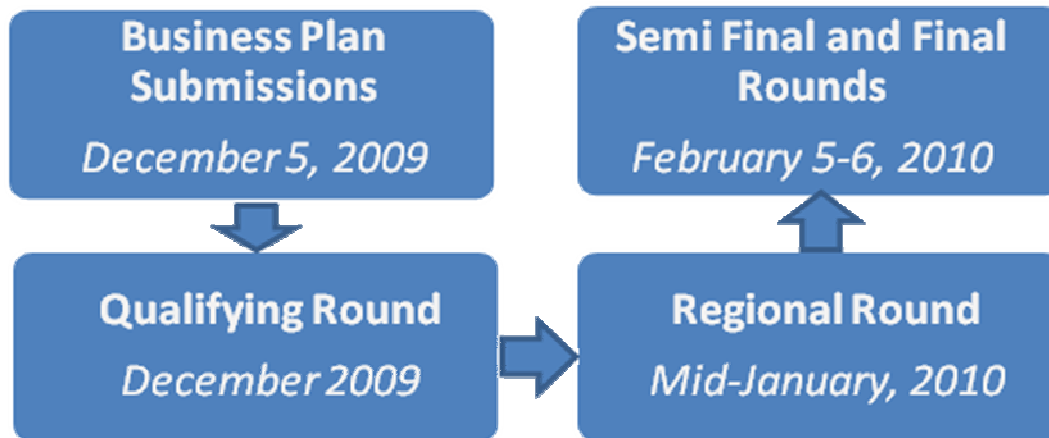 Business Plan
Submissions
December 5, 2009
Qualifying Round
December 2009
Regional Round
Mid-January, 2010
Semi Final and Final
Rounds
February 5-6, 2010